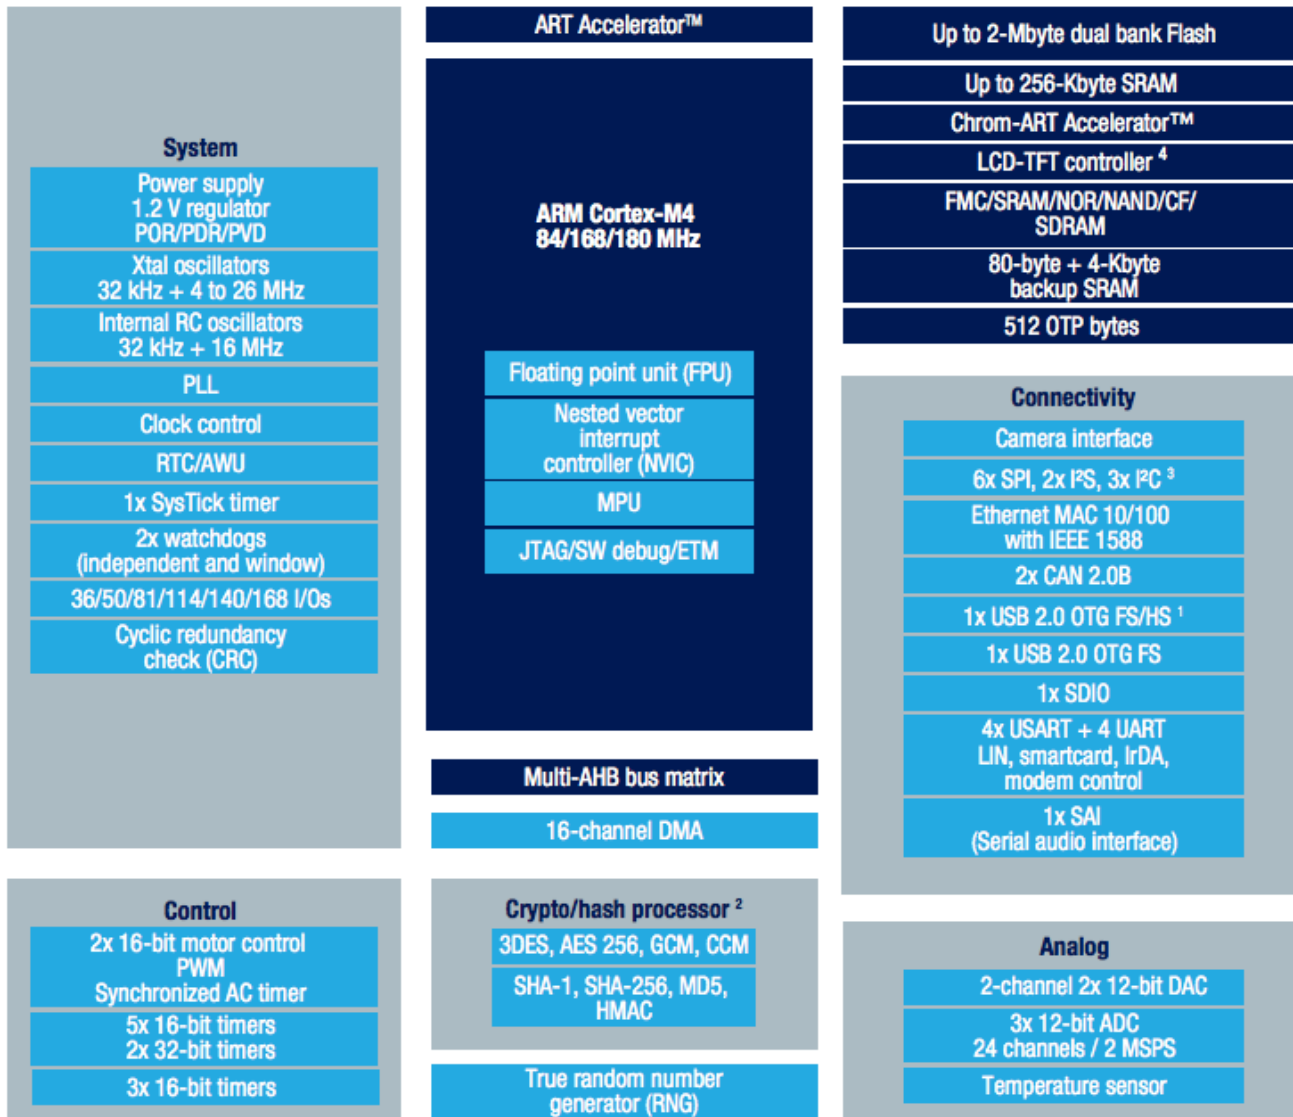 System
Power supply
1.2 V regulator
POR/PDR/PVD
Xtal oscillators
32 kHz + 4 to 26 MHz
Internal RC oscillators
32 kHz + 16 MHz
PLL
Clock control
RTC/AWU
1x SysTick timer
2x watchdogs
(independent and window)
36/50/81/114/140/168 I/Os
Cyclic redundancy
check (CRC)
Control
2x 16-bit motor control
PWM
Synchronized AC timer
5x 16-bit timers
2x 32-bit timers
3x 16-bit timers
ART Accelerator™
ARM Cortex-M4
84/168/180 MHz
Floating point unit (FPU)
Nested vector
interrupt
controller (NVIC)
MPU
JTAG/SW debug/ETM
Multi-AHB bus matrix
16-channel DMA
Crypto/hash processor ²
3DES, AES 256, GCM, CCM
SHA-1, SHA-256, MD5,
HMAC
True random number
generator (RNG)
Up to 2-Mbyte dual bank Flash
Up to 256-Kbyte SRAM
Chrom-ART Accelerator™
LCD-TFT controller ⁴
FMC/SRAM/NOR/NAND/CF/
SDRAM
80-byte + 4-Kbyte
backup SRAM
512 OTP bytes
Connectivity
Camera interface
6x SPI, 2x I²S, 3x I²C ³
Ethernet MAC 10/100
with IEEE 1588
2x CAN 2.0B
1x USB 2.0 OTG FS/HS ¹
1x USB 2.0 OTG FS
1x SDIO
4x USART + 4 UART
LIN, smartcard, IrDA,
modem control
1x SAI
(Serial audio interface)
Analog
2-channel 2x 12-bit DAC
3x 12-bit ADC
24 channels / 2 MSPS
Temperature sensor